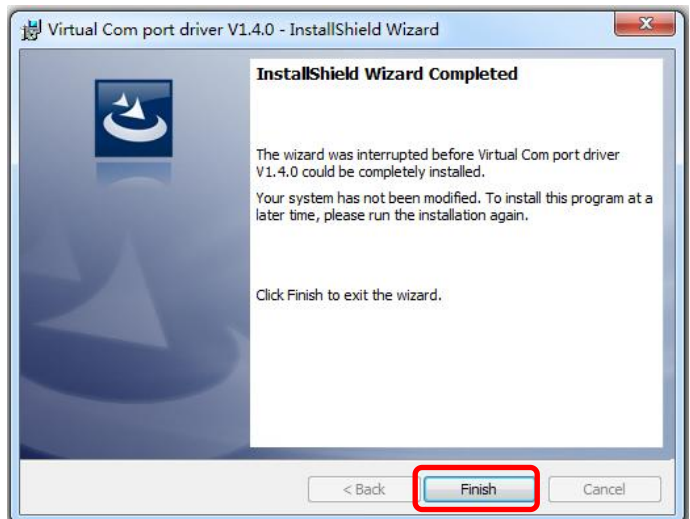 Virtual Com port driver V1.4.0 - InstallShield Wizard
InstallShield Wizard Completed
The wizard was interrupted before Virtual Com port driver
V1.4.0 could be completely installed.
Your system has not been modified. To install this program at a
later time, please run the installation again.
Click Finish to exit the wizard.
< Back
Finish
Cancel